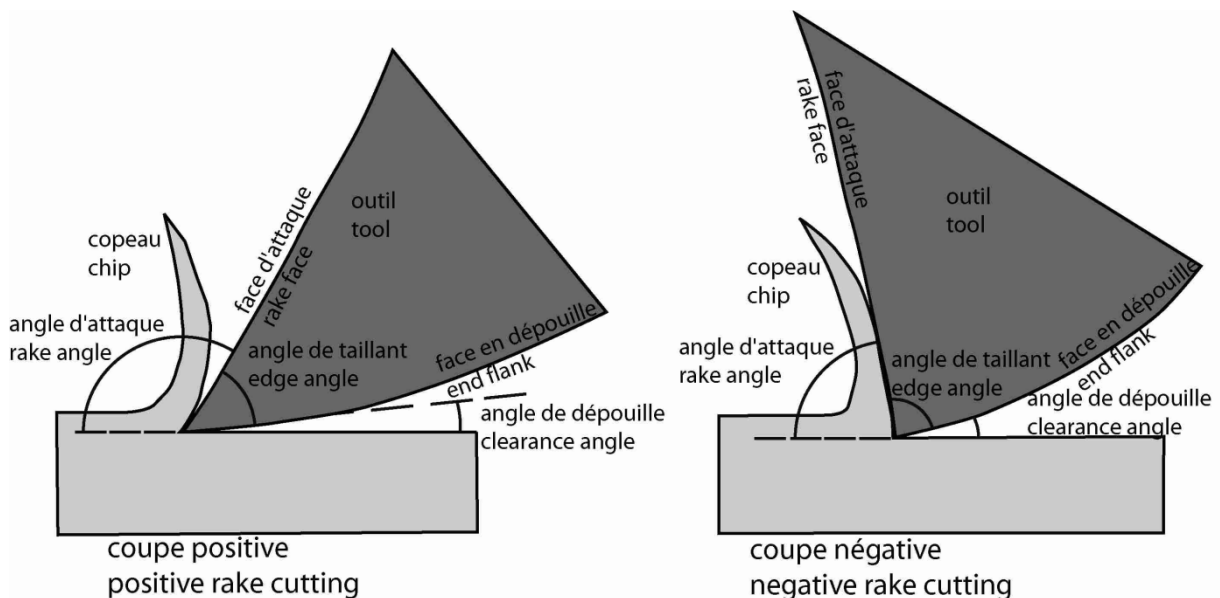 face d'attaque
rake face
outil
tool
copeau
chip
angle d'attaque
rake angle
angle de taillant
edge angle
face en dépouille
end flank
angle de dépouille
clearance angle
coupe positive
positive rake cutting
face d'attaque
rake face
outil
tool
copeau
chip
angle d'attaque
rake angle
angle de taillant
edge angle
face en dépouille
end flank
angle de dépouille
clearance angle
coupe négative
negative rake cutting